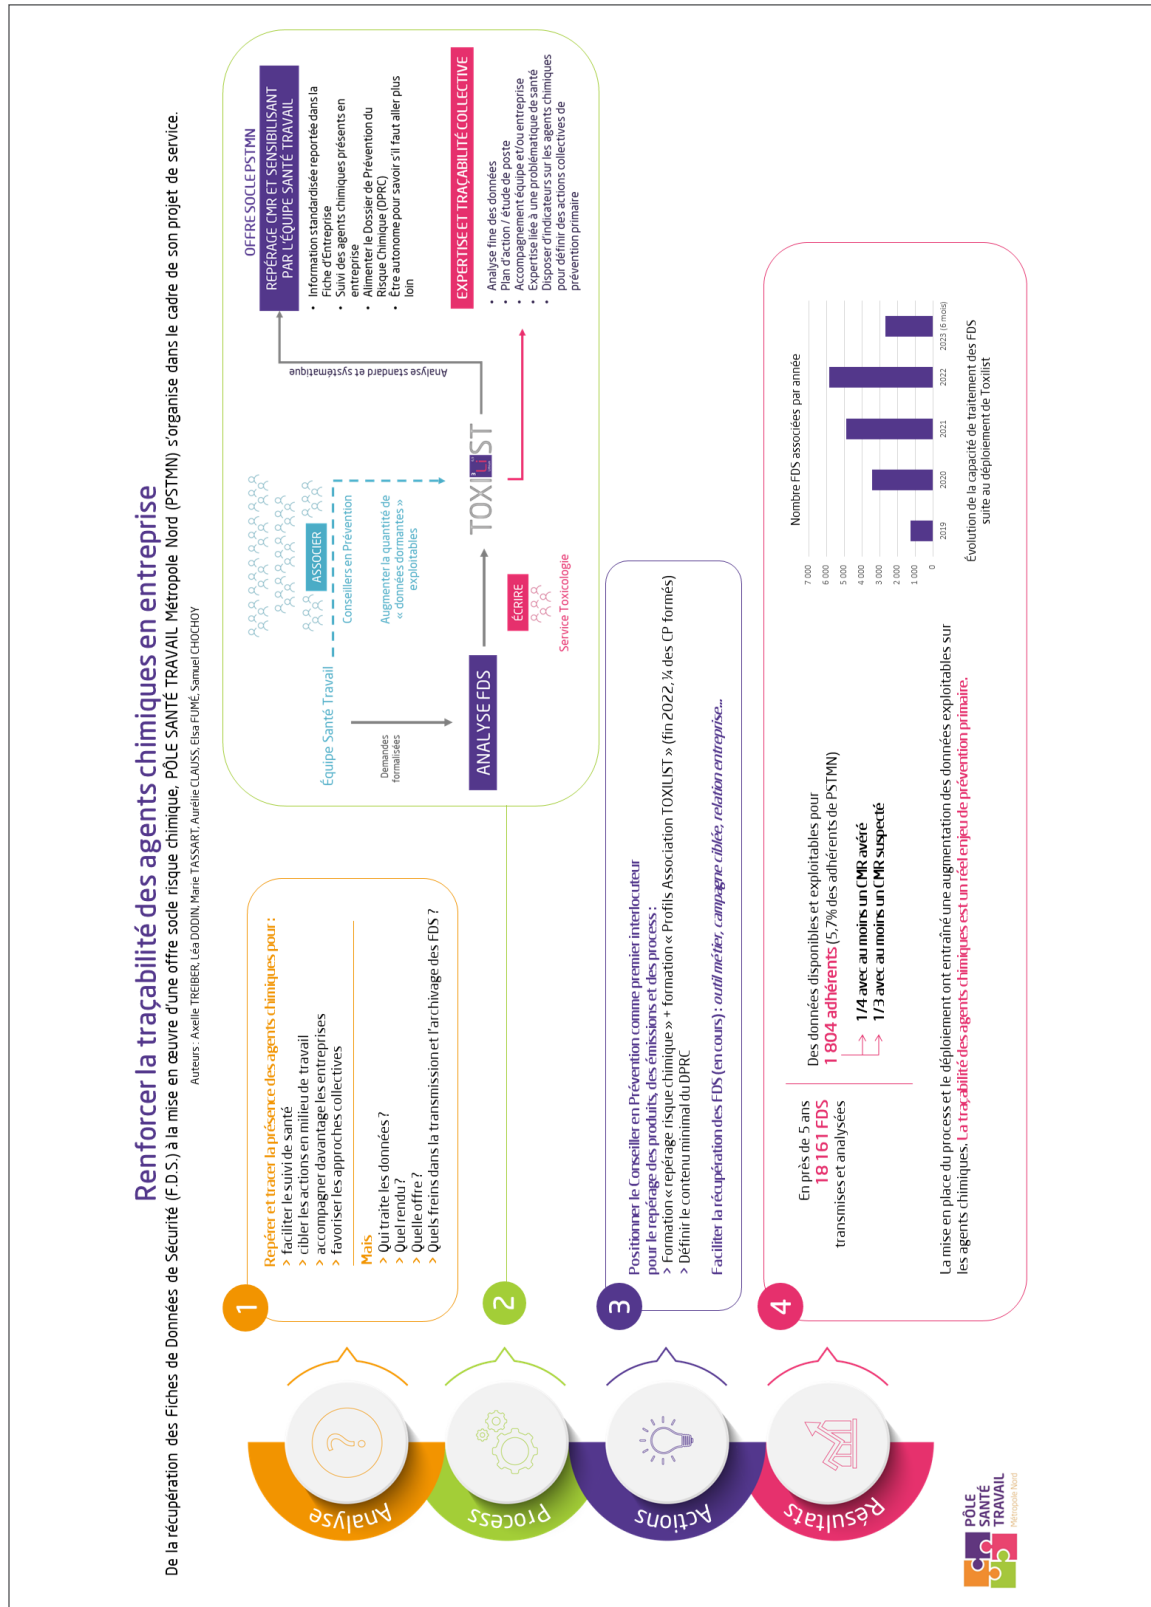 Renforcer la traçabilité des agents chimiques en entreprise
De la récupération des Fiches de Données de Sécurité (F.D.S.) à la mise en œuvre d'une offre socle risque chimique, PÔLE SANTÉ TRAVAIL Métropole Nord (PSTMN) s'organise dans le cadre de son projet de service.
Auteurs : Axelle TREIBER, Léa DODIN, Marie TASSART, Aurélie CLAUSS, Elsa FUMÉ, Samuel CHOCHOY
Analyse
1
Repérer et tracer la présence des agents chimiques pour :
> faciliter le suivi de santé
> cibler les actions en milieu de travail
> accompagner davantage les entreprises
> favoriser les approches collectives
Mais
> Qui traite les données ?
> Quel rendu ?
> Quelle offre ?
> Quels freins dans la transmission et l'archivage des FDS ?
Process
2
Équipe Santé Travail
ASSOCIER
Conseillers en Prévention
Augmenter la quantité de
« données dormantes »
exploitables
Demandes
formalisées
ANALYSE FDS
ÉCRIRE
Service Toxicologie
TOXILIST
Analyse standard et systématique
OFFRE SOCLE PSTMN
REPÉRAGE CMR ET SENSIBILISANT
PAR L'ÉQUIPE SANTÉ TRAVAIL
• Information standardisée reportée dans la
Fiche d'Entreprise
• Suivi des agents chimiques présents en
entreprise
• Alimenter le Dossier de Prévention du
Risque Chimique (DPRC)
• Être autonome pour savoir s'il faut aller plus
loin
EXPERTISE ET TRAÇABILITÉ COLLECTIVE
• Analyse fine des données
• Plan d'action / étude de poste
• Accompagnement équipe et/ou entreprise
• Expertise liée à une problématique de santé
• Disposer d'indicateurs sur les agents chimiques
pour définir des actions collectives de
prévention primaire
Actions
3
Positionner le Conseiller en Prévention comme premier interlocuteur
pour le repérage des produits, des émissions et des process :
> Formation « repérage risque chimique » + formation « Profils Association TOXILIST » (fin 2022, ¼ des CP formés)
> Définir le contenu minimal du DPRC
Faciliter la récupération des FDS (en cours) : outil métier, campagne ciblée, relation entreprise...
Résultats
4
En près de 5 ans
18 161 FDS
transmises et analysées
Des données disponibles et exploitables pour
1 804 adhérents (5,7% des adhérents de PSTMN)
1/4 avec au moins un CMR avéré
1/3 avec au moins un CMR suspecté
La mise en place du process et le déploiement ont entraîné une augmentation des données exploitables sur
les agents chimiques. La traçabilité des agents chimiques est un réel enjeu de prévention primaire.
Nombre FDS associées par année
7 000
6 000
5 000
4 000
3 000
2 000
1 000
0
2019 2020 2021 2022 2023 (6 mois)
Évolution de la capacité de traitement des FDS
suite au déploiement de Toxilist
PÔLE
SANTÉ
TRAVAIL
Métropole Nord